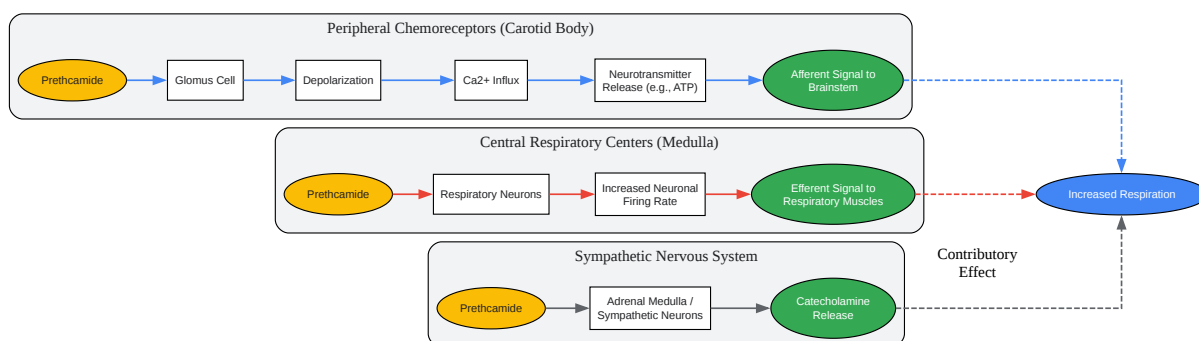 Peripheral Chemoreceptors (Carotid Body)
Prethcamide
Glomus Cell
Depolarization
Ca2+ Influx
Neurotransmitter
Release (e.g., ATP)
Afferent Signal to
Brainstem
Central Respiratory Centers (Medulla)
Prethcamide
Respiratory Neurons
Increased Neuronal
Firing Rate
Efferent Signal to
Respiratory Muscles
Increased Respiration
Sympathetic Nervous System
Prethcamide
Adrenal Medulla /
Sympathetic Neurons
Catecholamine
Release
Contributory
Effect